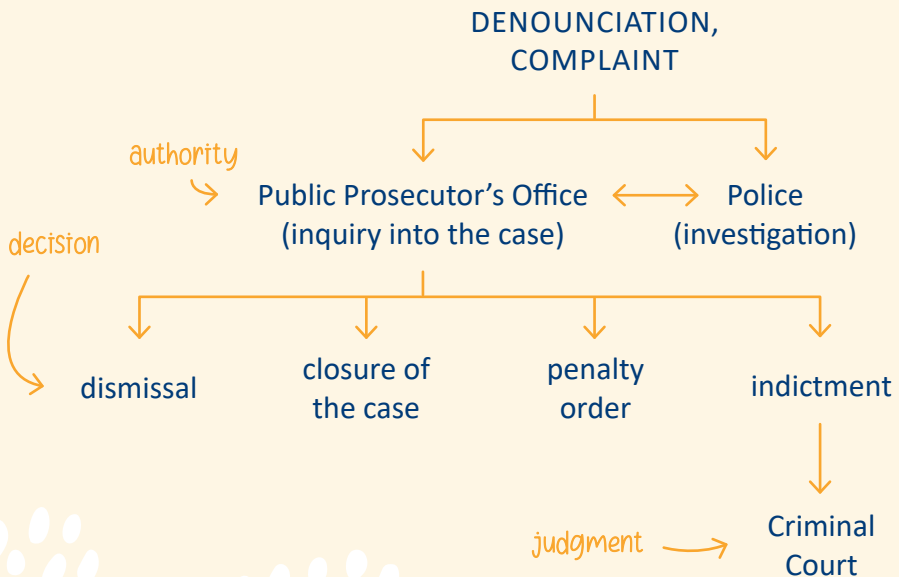 DENOUNCIATION,
COMPLAINT
authority
Public Prosecutor’s Office
(inquiry into the case)
Police
(investigation)
decision
dismissal
closure of
the case
penalty
order
indictment
judgment
Criminal
Court